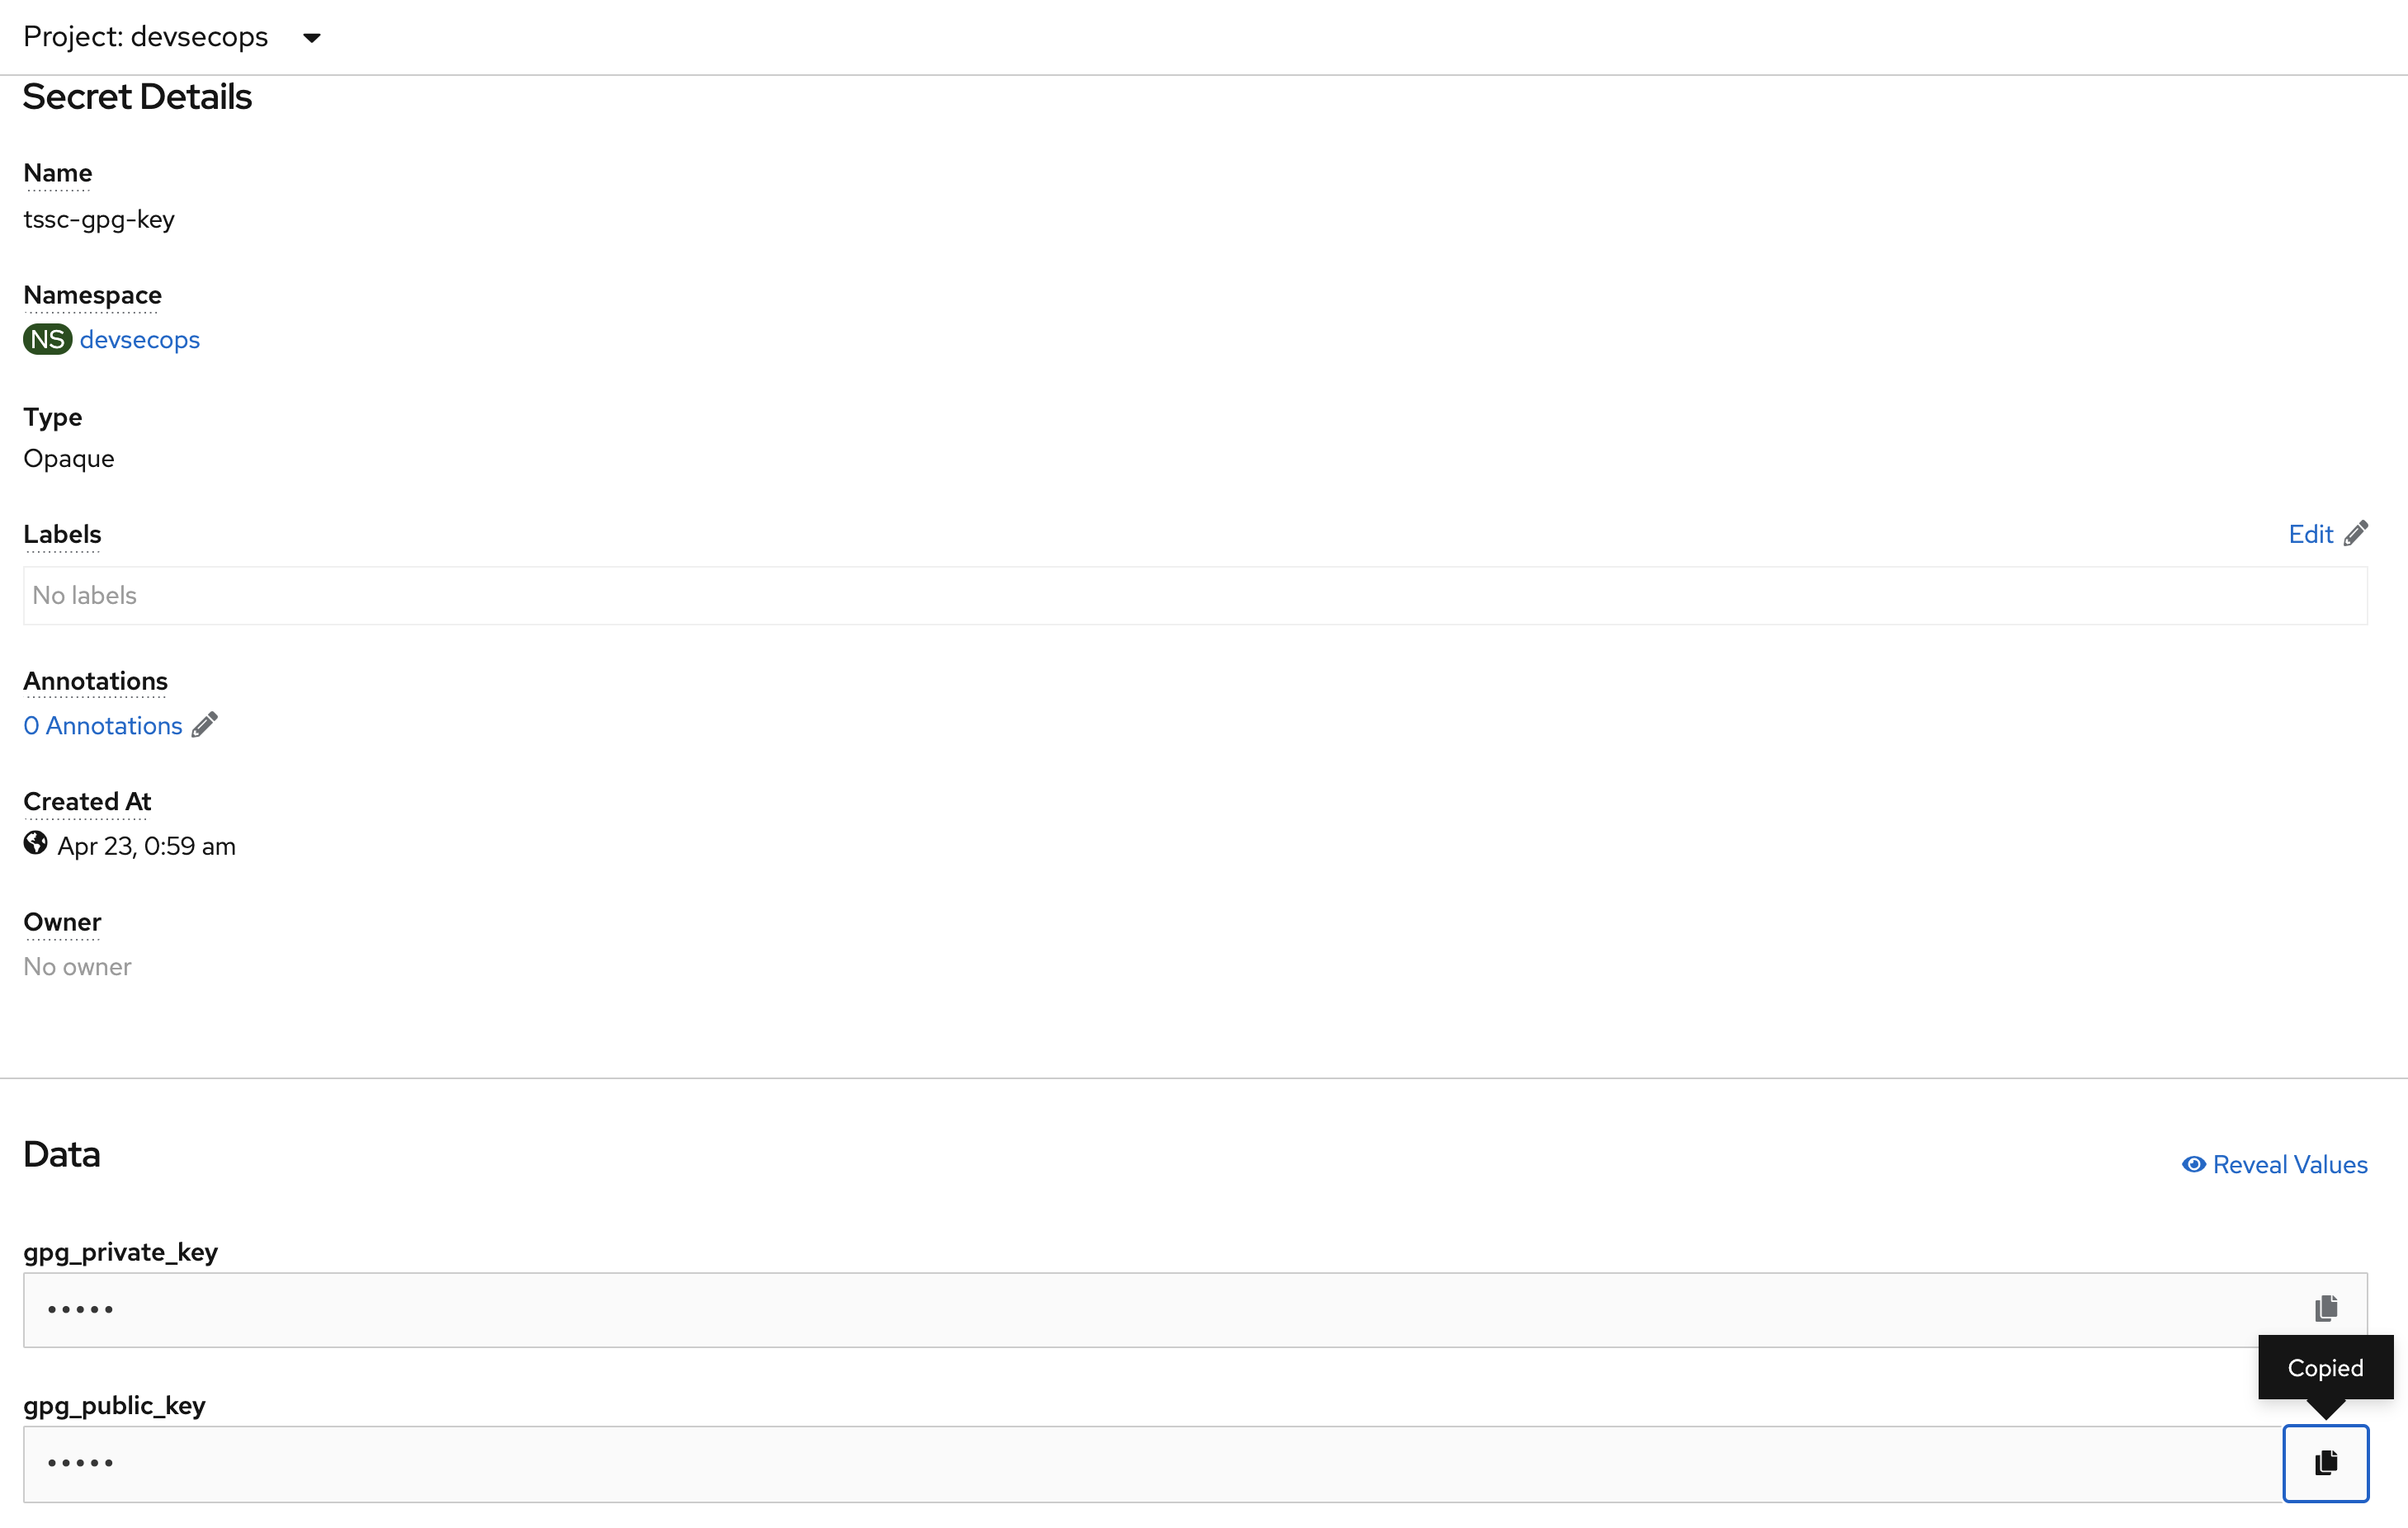 Project: devsecops
Secret Details
Name
tssc-gpg-key
Namespace
NS devsecops
Type
Opaque
Labels
Edit
No labels
Annotations
0 Annotations
Created At
Apr 23, 0:59 am
Owner
No owner
Data
Reveal Values
gpg_private_key
•••••
Copied
gpg_public_key
•••••